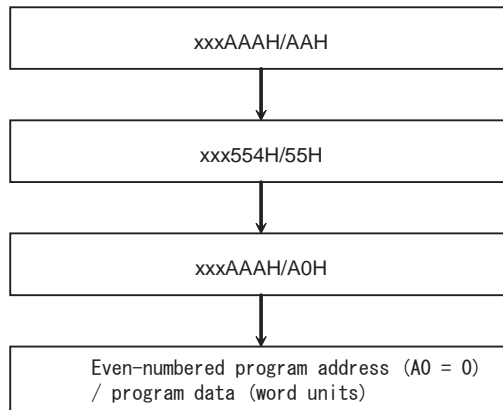 xxxAAAH/AAH
xxx554H/55H
xxxAAAH/A0H
Even-numbered program address (A0 = 0)
/ program data (word units)